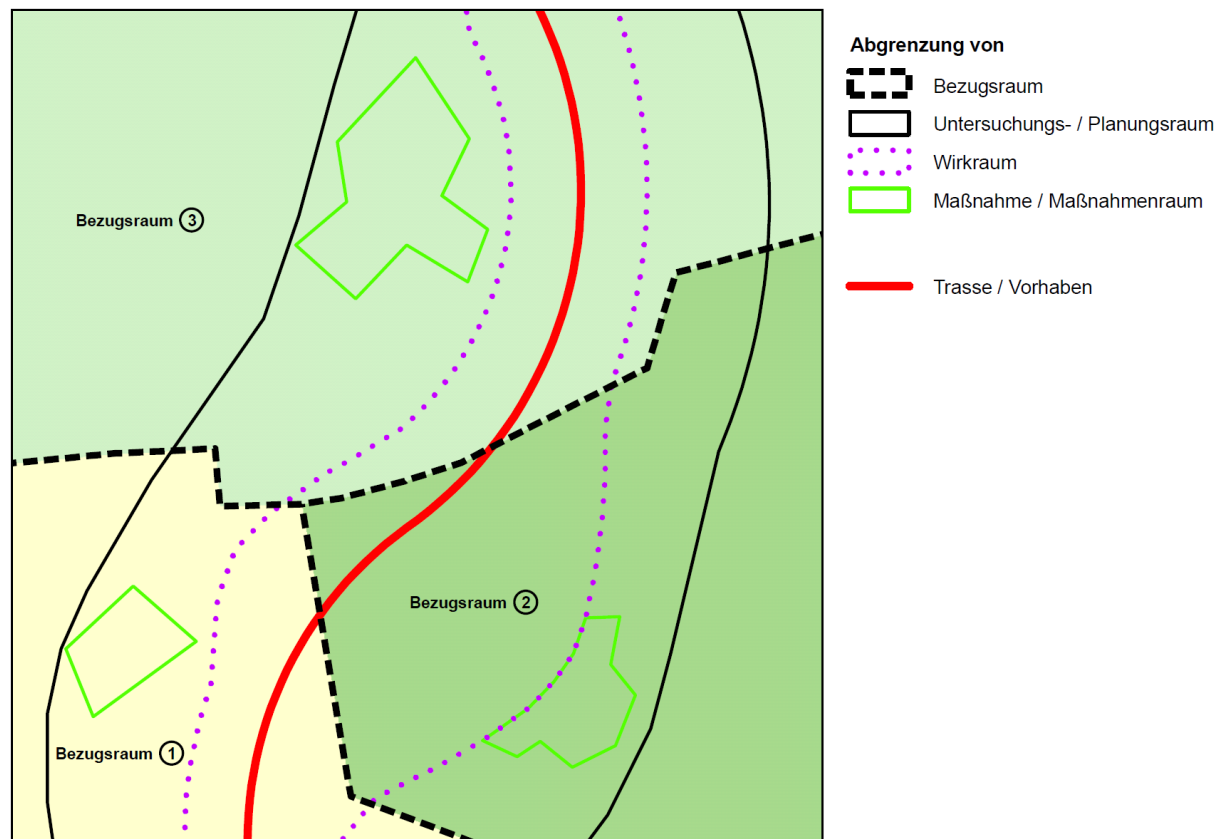 Abgrenzung von
Bezugsraum
Untersuchungs- / Planungsraum
Wirkraum
Maßnahme / Maßnahmenraum
Trasse / Vorhaben
Bezugsraum 3
Bezugsraum 2
Bezugsraum 1